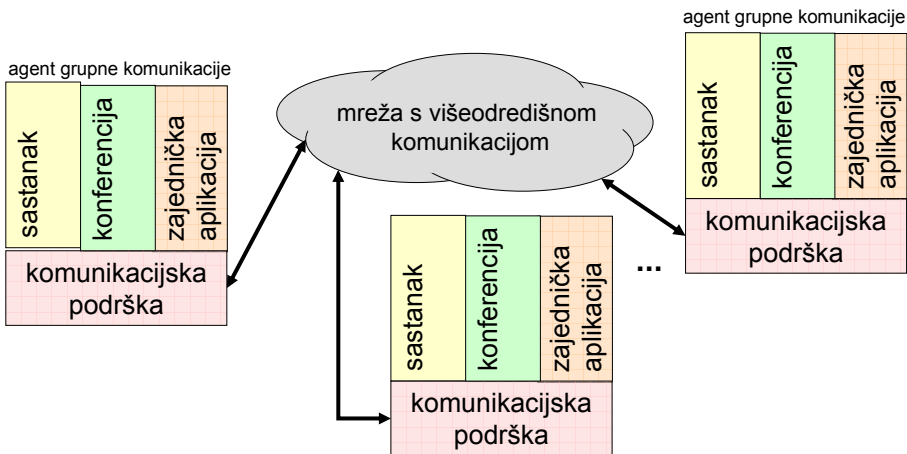 agent grupne komunikacije
sastanak
konferencija
zajednička
aplikacija
komunikacijska
podrška
mreža s višeodredišnom
komunikacijom
sastanak
konferencija
zajednička
aplikacija
komunikacijska
podrška
...
agent grupne komunikacije
sastanak
konferencija
zajednička
aplikacija
komunikacijska
podrška